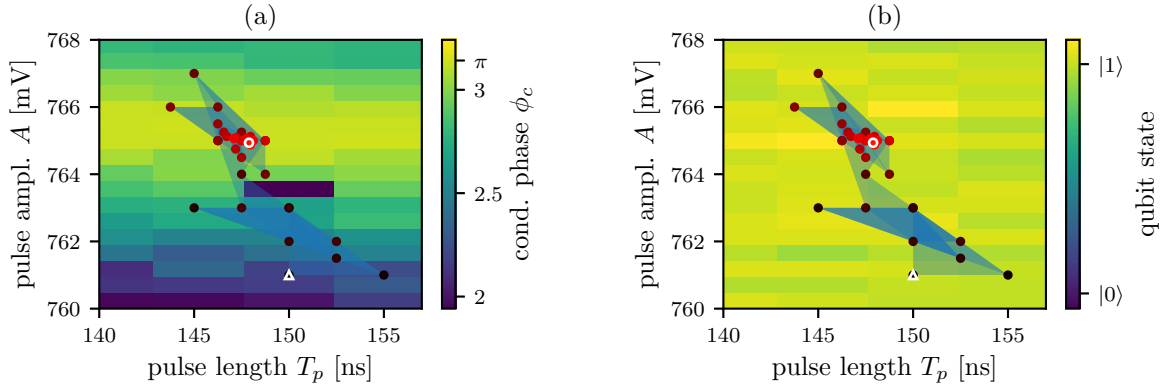 (a)
768
766
764
762
760
pulse ampl. A [mV]
140
145
150
155
pulse length T_p [ns]
π
3
2.5
2
cond. phase ϕ_c
(b)
768
766
764
762
760
pulse ampl. A [mV]
140
145
150
155
pulse length T_p [ns]
|1⟩
|0⟩
qubit state